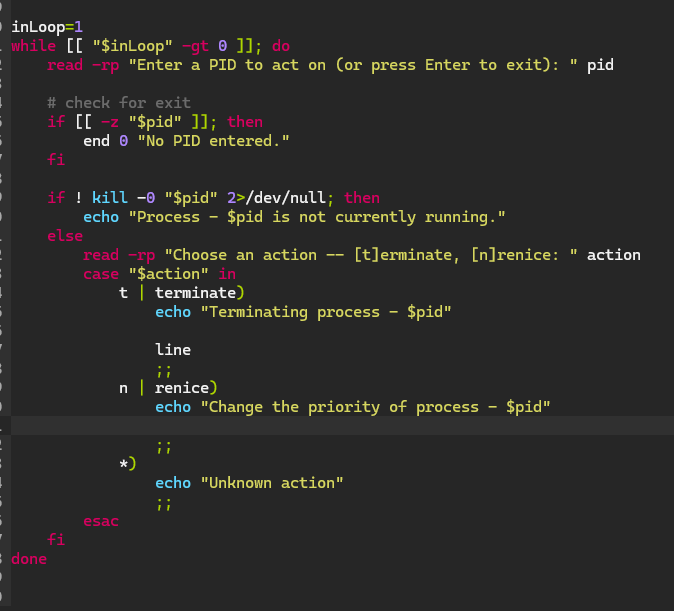 inLoop=1
while [[ "$inLoop" -gt 0 ]]; do
    read -rp "Enter a PID to act on (or press Enter to exit): " pid

    # check for exit
    if [[ -z "$pid" ]]; then
        end 0 "No PID entered."
    fi

    if ! kill -0 "$pid" 2>/dev/null; then
        echo "Process - $pid is not currently running."
    else
        read -rp "Choose an action -- [t]erminate, [n]renice: " action
        case "$action" in
            t | terminate)
                echo "Terminating process - $pid"

                line
                ;;
            n | renice)
                echo "Change the priority of process - $pid"

                ;;
            *)
                echo "Unknown action"
                ;;
        esac
    fi
done